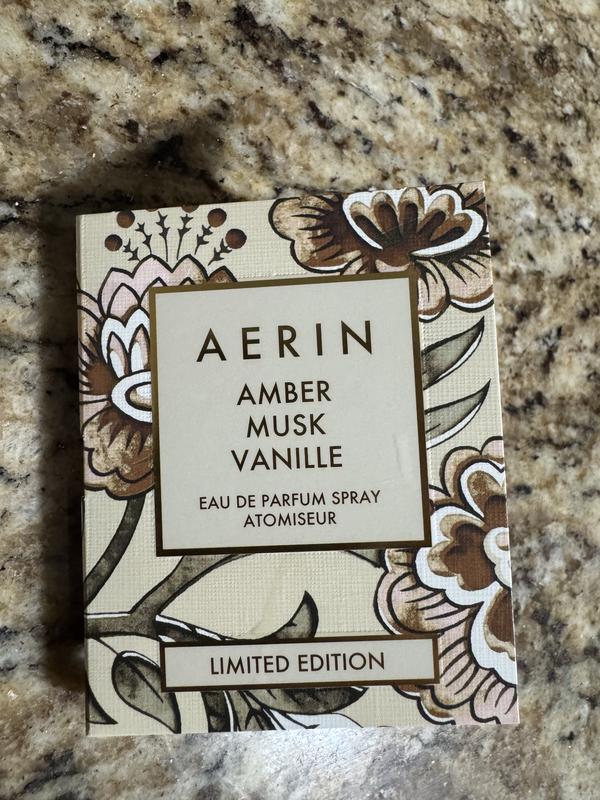 AERIN
AMBER
MUSK
VANILLE
EAU DE PARFUM SPRAY
ATOMISEUR
LIMITED EDITION